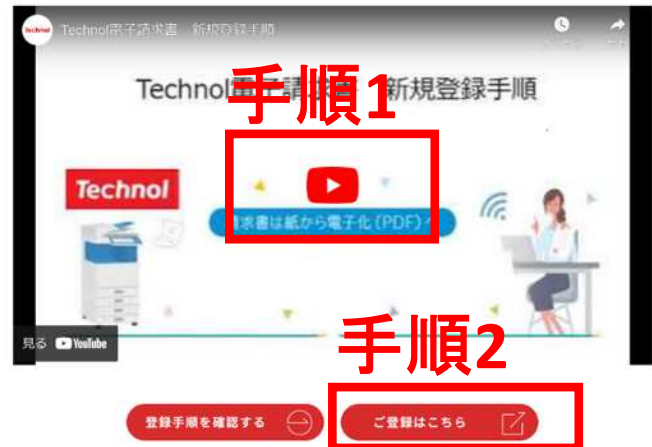 Technol
Technol電子請求書 新規登録手順
Technol電子請求書 新規登録手順
手順1
Technol
請求書は紙から電子化(PDF)へ
見る YouTube
手順2
登録手順を確認する
ご登録はこちら